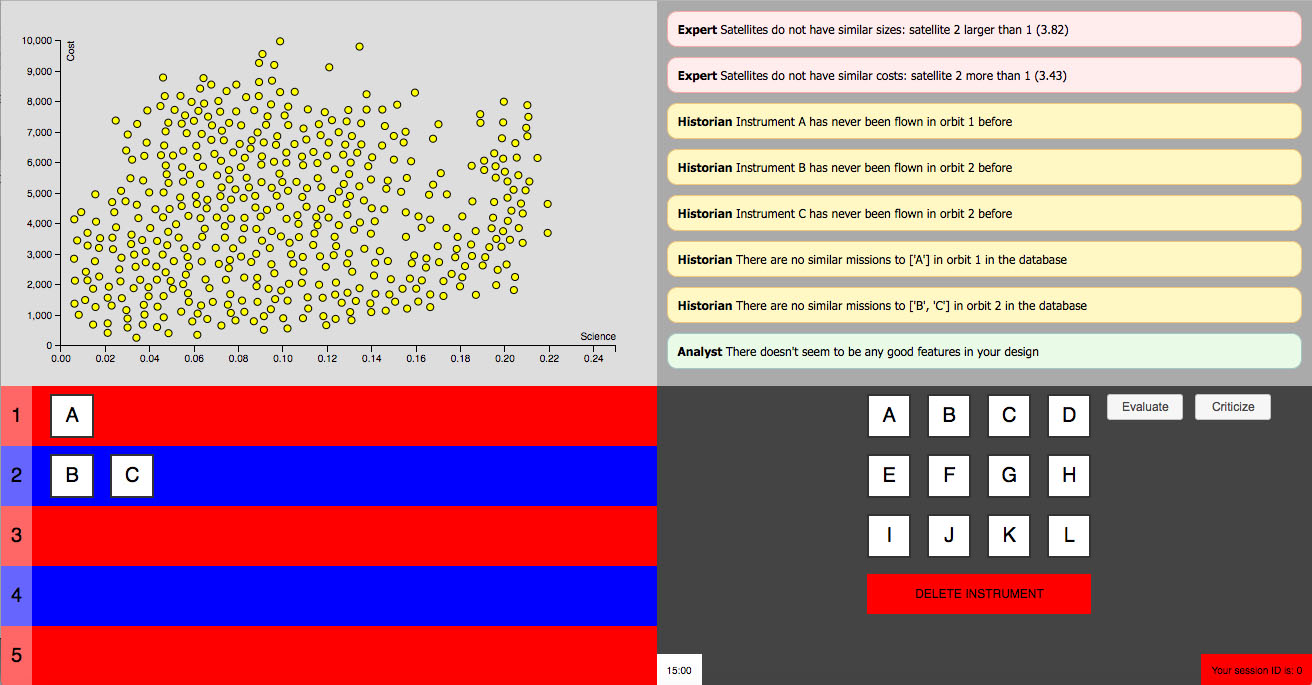 Cost
10,000
9,000
8,000
7,000
6,000
5,000
4,000
3,000
2,000
1,000
0
Science
0.00 0.02 0.04 0.06 0.08 0.10 0.12 0.14 0.16 0.18 0.20 0.22 0.24
Expert Satellites do not have similar sizes: satellite 2 larger than 1 (3.82)
Expert Satellites do not have similar costs: satellite 2 more than 1 (3.43)
Historian Instrument A has never been flown in orbit 1 before
Historian Instrument B has never been flown in orbit 2 before
Historian Instrument C has never been flown in orbit 2 before
Historian There are no similar missions to ['A'] in orbit 1 in the database
Historian There are no similar missions to ['B', 'C'] in orbit 2 in the database
Analyst There doesn't seem to be any good features in your design
1 A
2 B C
3
4
5
A B C D
E F G H
I J K L
Evaluate Criticize
DELETE INSTRUMENT
15:00
Your session ID is: 0